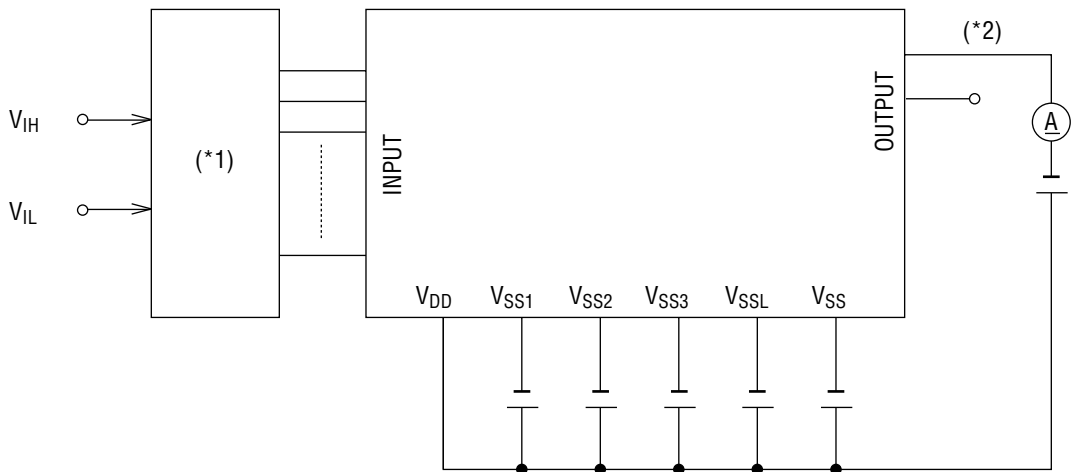 (*2)
V_IH
(*1)
V_IL
INPUT
OUTPUT
A
V_DD V_SS1 V_SS2 V_SS3 V_SSL V_SS